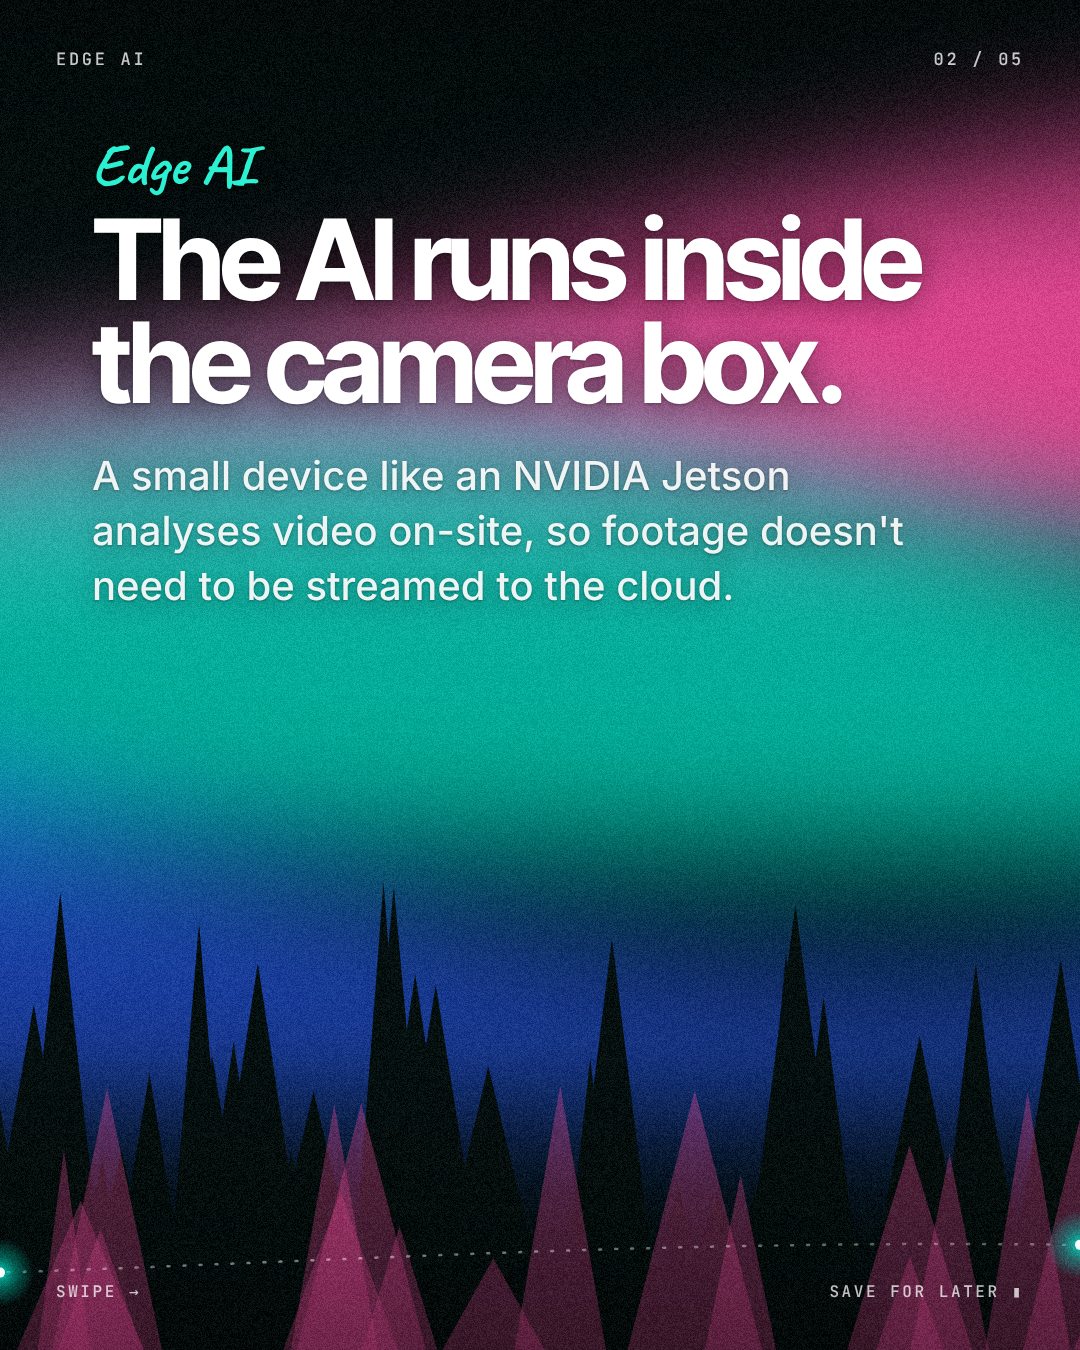 EDGE AI
02 / 05
Edge AI
The AI runs inside
the camera box.
A small device like an NVIDIA Jetson
analyses video on-site, so footage doesn't
need to be streamed to the cloud.
SWIPE →
SAVE FOR LATER ▮